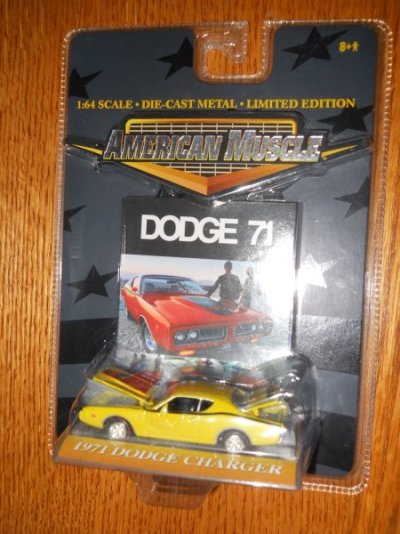 8+
1:64 SCALE • DIE-CAST METAL • LIMITED EDITION
AMERICAN MUSCLE
DODGE 71
1971 DODGE CHARGER